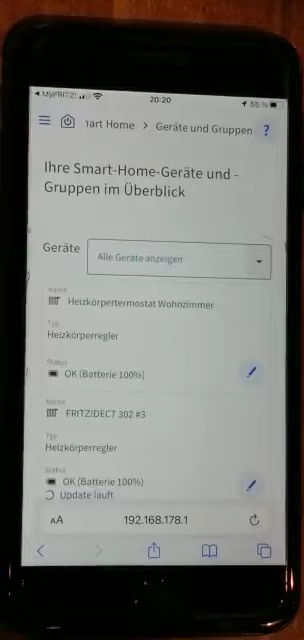 MyFRITZ!
20:20
55 %
nart Home > Geräte und Gruppen ?
Ihre Smart-Home-Geräte und -
Gruppen im Überblick
Geräte
Alle Geräte anzeigen
Name
Heizkörpertermostat Wohnzimmer
Typ
Heizkörperregler
Status
OK (Batterie 100%)
Name
FRITZ!DECT 302 #3
Typ
Heizkörperregler
Status
OK (Batterie 100%)
Update läuft
AA 192.168.178.1